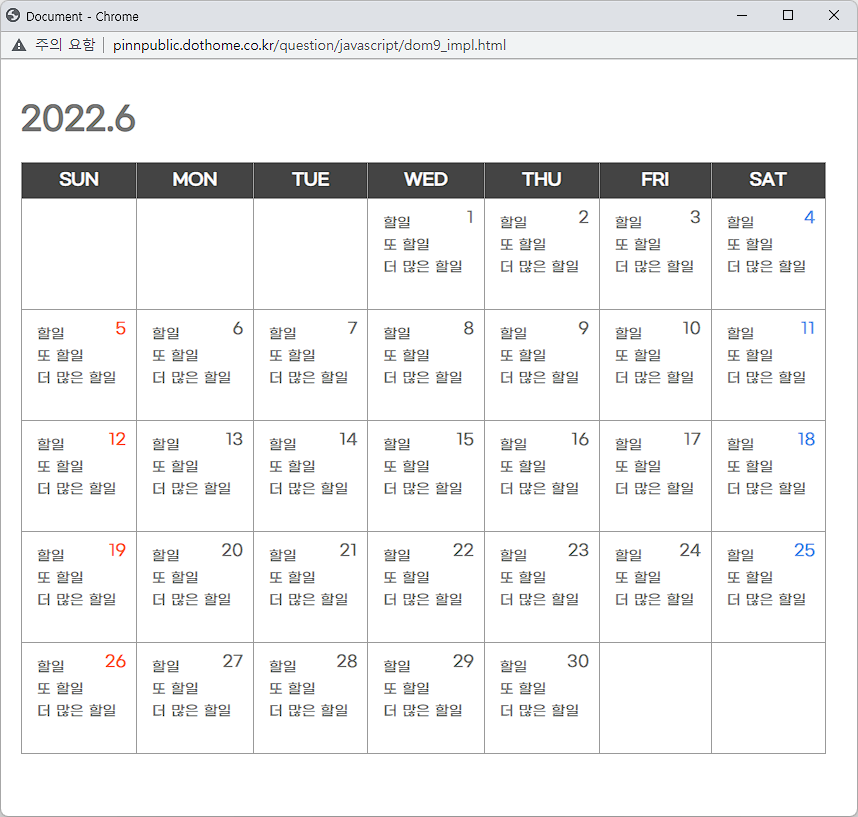 Document - Chrome
주의 요함 pinnpublic.dothome.co.kr/question/javascript/dom9_impl.html
2022.6
SUN MON TUE WED THU FRI SAT
할일 1 할일 2 할일 3 할일 4
또 할일 또 할일 또 할일 또 할일
더 많은 할일 더 많은 할일 더 많은 할일 더 많은 할일
할일 5 할일 6 할일 7 할일 8 할일 9 할일 10 할일 11
또 할일 또 할일 또 할일 또 할일 또 할일 또 할일 또 할일
더 많은 할일 더 많은 할일 더 많은 할일 더 많은 할일 더 많은 할일 더 많은 할일 더 많은 할일
할일 12 할일 13 할일 14 할일 15 할일 16 할일 17 할일 18
또 할일 또 할일 또 할일 또 할일 또 할일 또 할일 또 할일
더 많은 할일 더 많은 할일 더 많은 할일 더 많은 할일 더 많은 할일 더 많은 할일 더 많은 할일
할일 19 할일 20 할일 21 할일 22 할일 23 할일 24 할일 25
또 할일 또 할일 또 할일 또 할일 또 할일 또 할일 또 할일
더 많은 할일 더 많은 할일 더 많은 할일 더 많은 할일 더 많은 할일 더 많은 할일 더 많은 할일
할일 26 할일 27 할일 28 할일 29 할일 30
또 할일 또 할일 또 할일 또 할일 또 할일
더 많은 할일 더 많은 할일 더 많은 할일 더 많은 할일 더 많은 할일